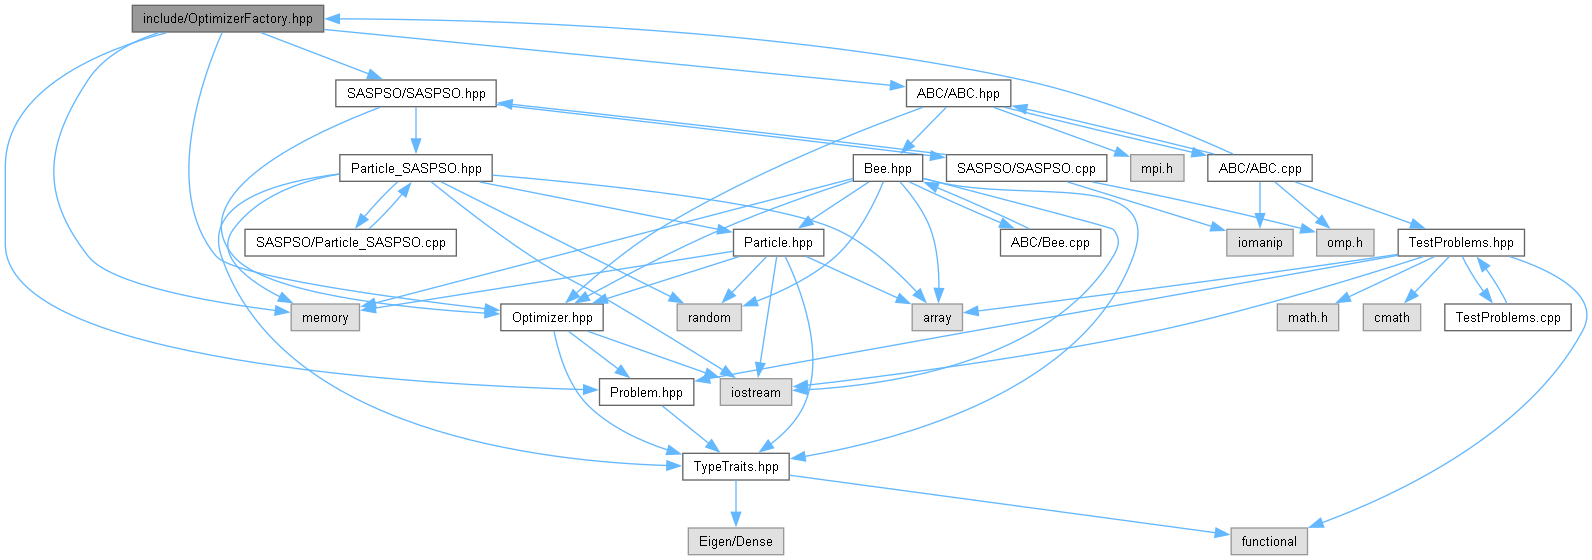 include/OptimizerFactory.hpp
SASPSO/SASPSO.hpp
ABC/ABC.hpp
Particle_SASPSO.hpp
Bee.hpp
SASPSO/SASPSO.cpp
mpi.h
ABC/ABC.cpp
SASPSO/Particle_SASPSO.cpp
Particle.hpp
ABC/Bee.cpp
iomanip
omp.h
TestProblems.hpp
memory
Optimizer.hpp
random
array
math.h
cmath
TestProblems.cpp
Problem.hpp
iostream
TypeTraits.hpp
Eigen/Dense
functional